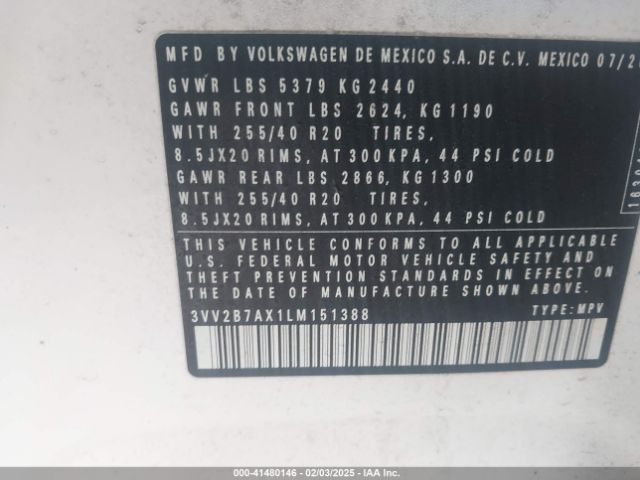 MFD BY VOLKSWAGEN DE MEXICO S.A. DE C.V. MEXICO 07/20
GVWR LBS 5379 KG 2440
GAWR FRONT LBS 2624, KG 1190
WITH 255/40 R20 TIRES,
8.5JX20 RIMS, AT 300 KPA, 44 PSI COLD
GAWR REAR LBS 2866, KG 1300
WITH 255/40 R20 TIRES,
8.5JX20 RIMS, AT 300 KPA, 44 PSI COLD
THIS VEHICLE CONFORMS TO ALL APPLICABLE
U.S. FEDERAL MOTOR VEHICLE SAFETY AND
THEFT PREVENTION STANDARDS IN EFFECT ON
THE DATE OF MANUFACTURE SHOWN ABOVE.
3VV2B7AX1LM151388 TYPE: MPV
000-41480146 - 02/03/2025 - IAA Inc.